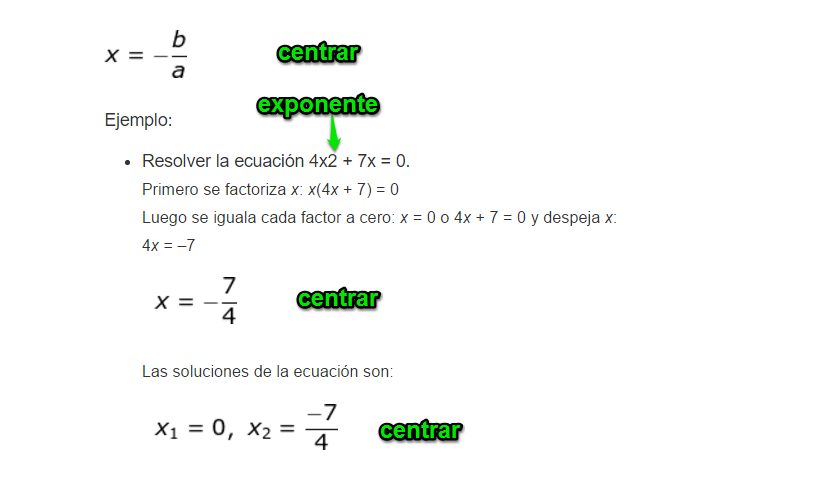 x = −b/a
centrar
exponente
Ejemplo:
• Resolver la ecuación 4x2 + 7x = 0.
Primero se factoriza x: x(4x + 7) = 0
Luego se iguala cada factor a cero: x = 0 o 4x + 7 = 0 y despeja x:
4x = –7
x = −7/4
centrar
Las soluciones de la ecuación son:
x₁ = 0, x₂ = −7/4
centrar